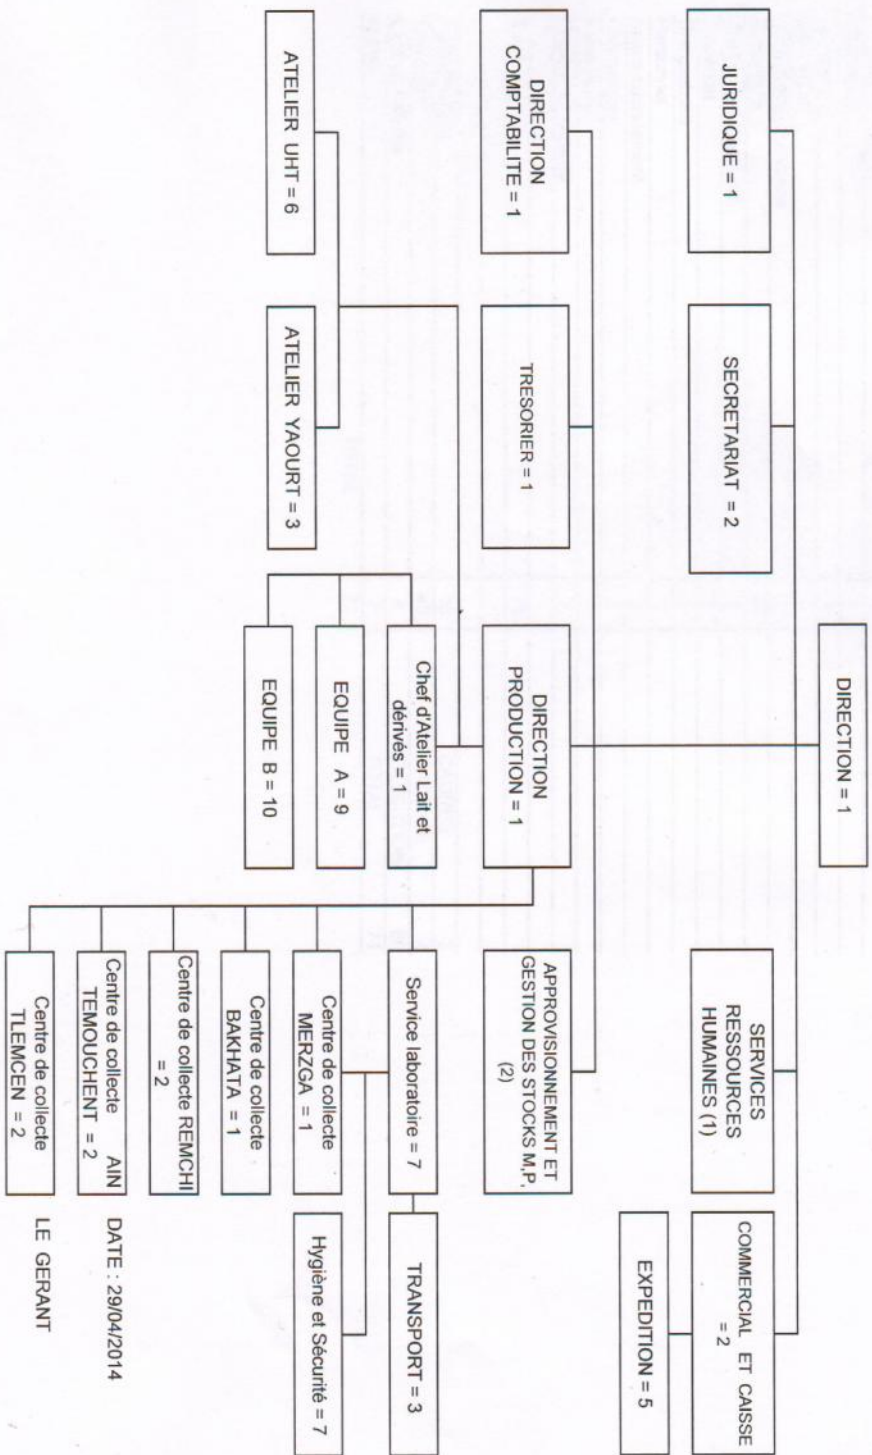 DIRECTION = 1
JURIDIQUE = 1
SECRETARIAT = 2
SERVICES
RESSOURCES
HUMAINES (1)
COMMERCIAL ET CAISSE
= 2
EXPEDITION = 5
DIRECTION
COMPTABILITE = 1
TRESORIER = 1
DIRECTION
PRODUCTION = 1
APPROVISIONNEMENT ET
GESTION DES STOCKS M,P,
(2)
Chef d'Atelier Lait et
dérivés = 1
EQUIPE A = 9
EQUIPE B = 10
ATELIER UHT = 6
ATELIER YAOURT = 3
Service laboratoire = 7
TRANSPORT = 3
Centre de collecte
MERZGA = 1
Hygiène et Sécurité = 7
Centre de collecte
BAKHATA = 1
Centre de collecte REMCHI
= 2
Centre de collecte AIN
TEMOUCHENT = 2
Centre de collecte
TLEMCEN = 2
DATE : 29/04/2014
LE GERANT